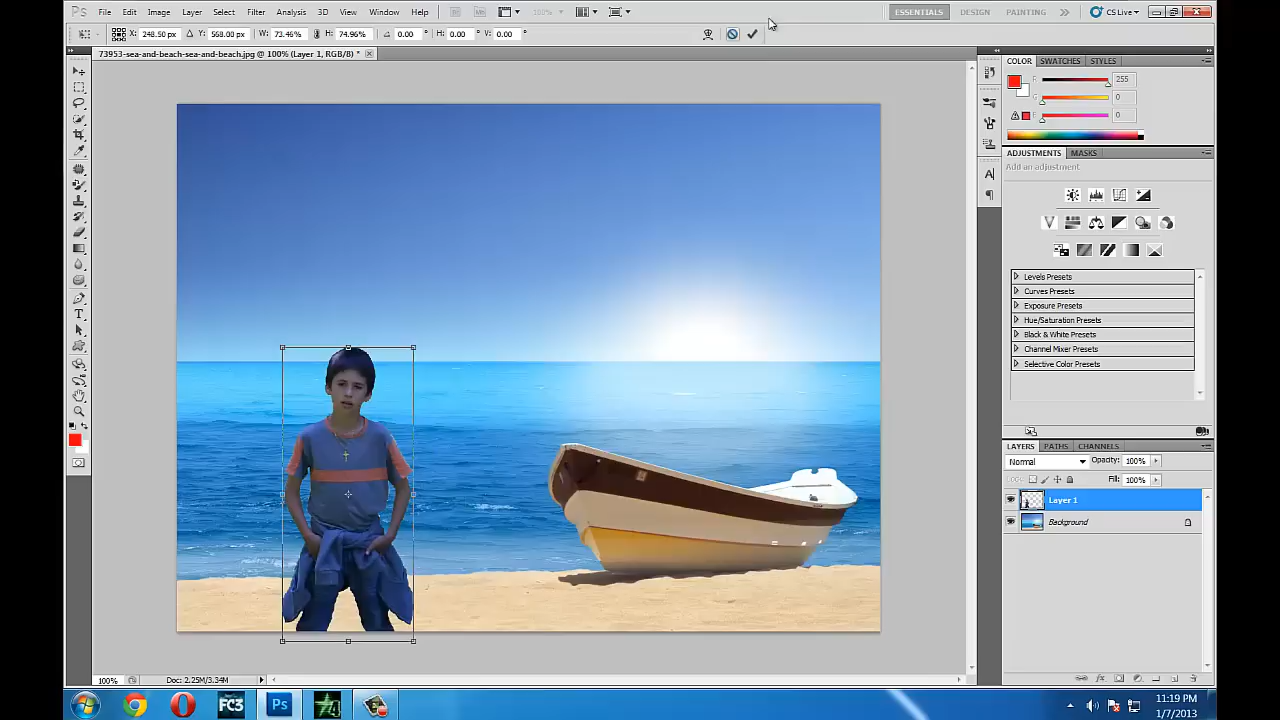 Ps File Edit Image Layer Select Filter Analysis 3D View Window Help 100% ESSENTIALS DESIGN PAINTING CS Live
X: 248.50 px Y: 568.00 px W: 73.46% H: 74.96% 0.00 ° H: 0.00 ° V: 0.00 °
73953-sea-and-beach-sea-and-beach.jpg @ 100% (Layer 1, RGB/8) *
COLOR SWATCHES STYLES
R 255
G 0
B 0
ADJUSTMENTS MASKS
Add an adjustment
Levels Presets
Curves Presets
Exposure Presets
Hue/Saturation Presets
Black & White Presets
Channel Mixer Presets
Selective Color Presets
LAYERS PATHS CHANNELS
Normal Opacity: 100%
Lock: Fill: 100%
Layer 1
Background
100% Doc: 2.25M/3.34M
FC3 Ps
11:19 PM
1/7/2013